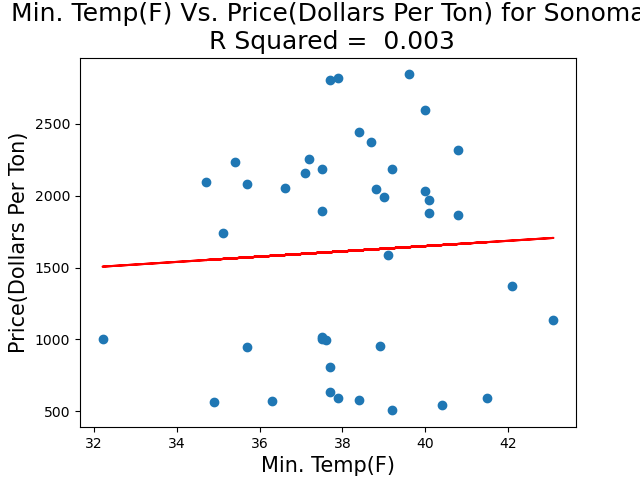 Min. Temp(F) Vs. Price(Dollars Per Ton) for Sonoma
R Squared =  0.003
Price(Dollars Per Ton)
2500
2000
1500
1000
500
32
34
36
38
40
42
Min. Temp(F)